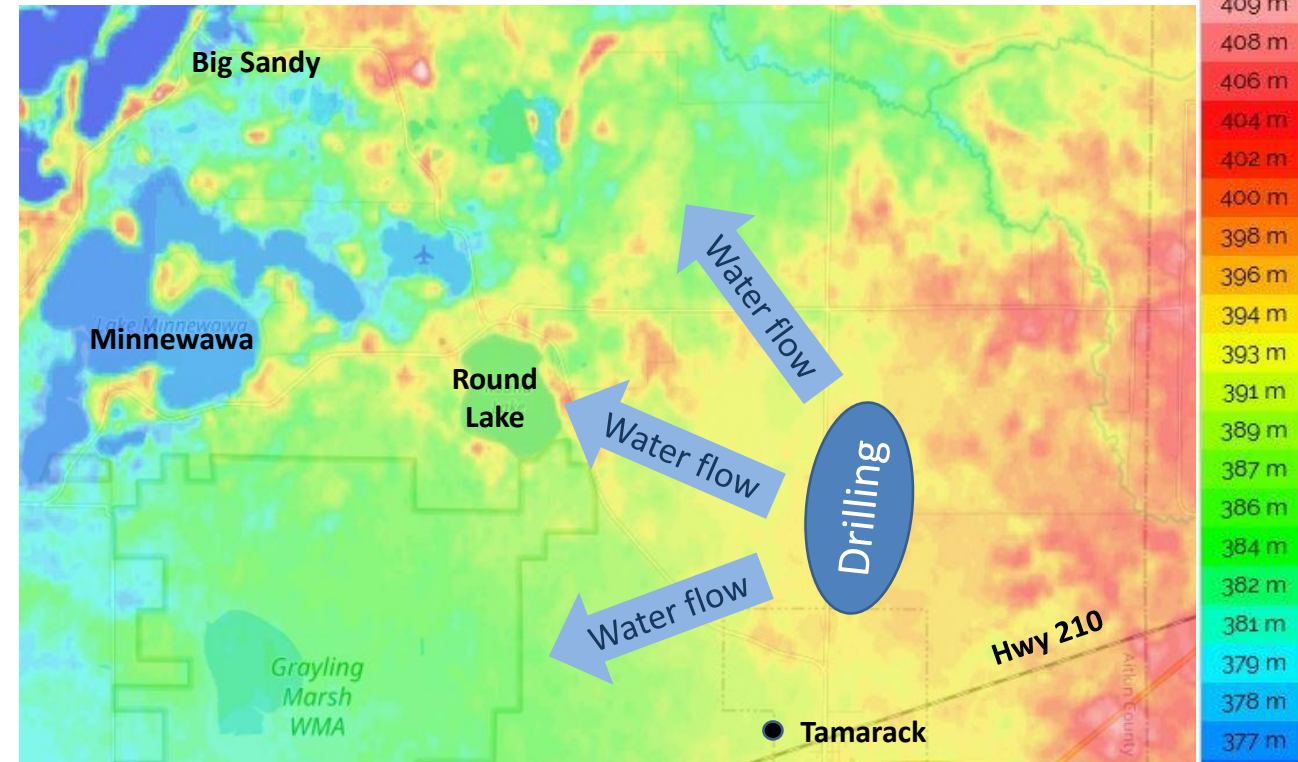 Big Sandy
Lake Minnewawa
Minnewawa
Round
Lake
Water flow
Water flow
Water flow
Drilling
Grayling
Marsh
WMA
Hwy 210
Tamarack
Aitkin County
409 m
408 m
406 m
404 m
402 m
400 m
398 m
396 m
394 m
393 m
391 m
389 m
387 m
386 m
384 m
382 m
381 m
379 m
378 m
377 m